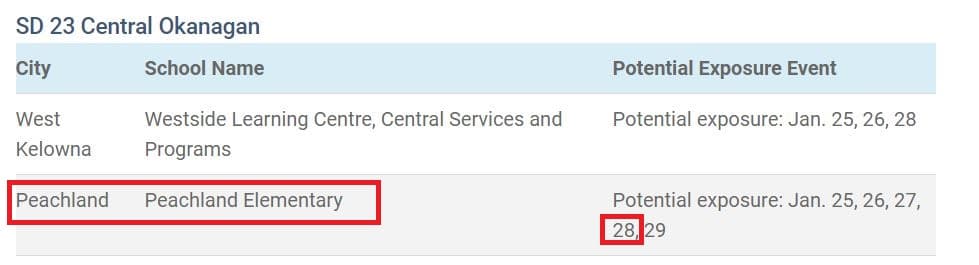 SD 23 Central Okanagan
City School Name Potential Exposure Event
West Westside Learning Centre, Central Services and Potential exposure: Jan. 25, 26, 28
Kelowna Programs
Peachland Peachland Elementary Potential exposure: Jan. 25, 26, 27,
28, 29